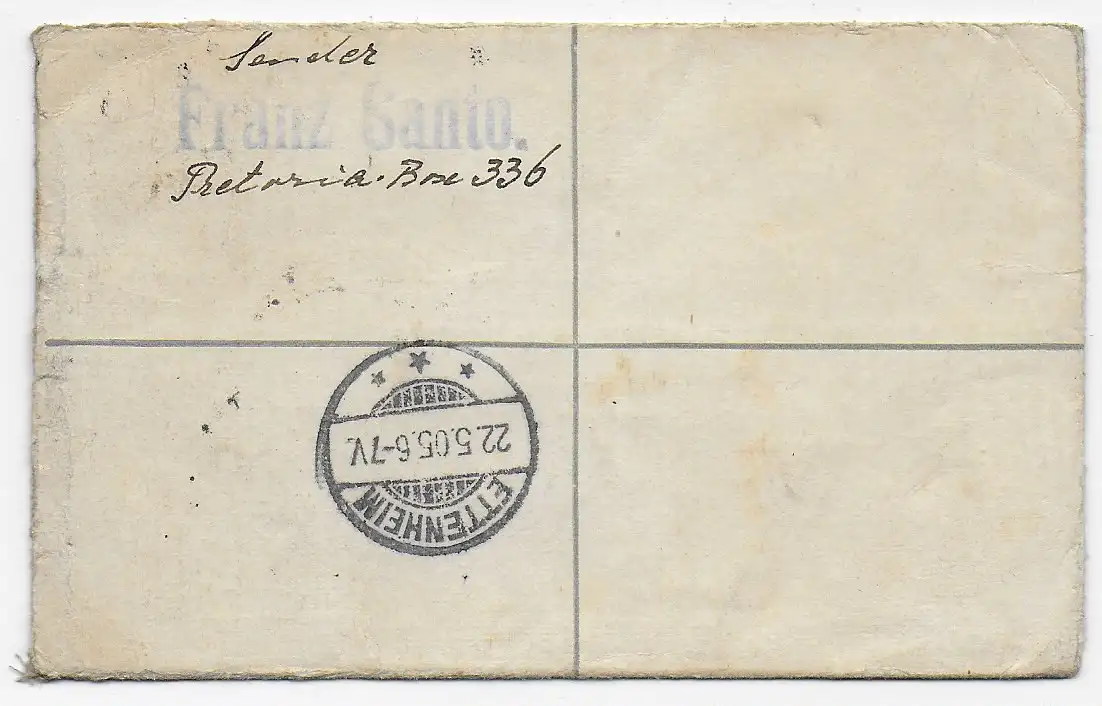 Sender
Franz Santo.
Pretoria. Box 336
22.5.05.6-7V.
ETTENHEIM